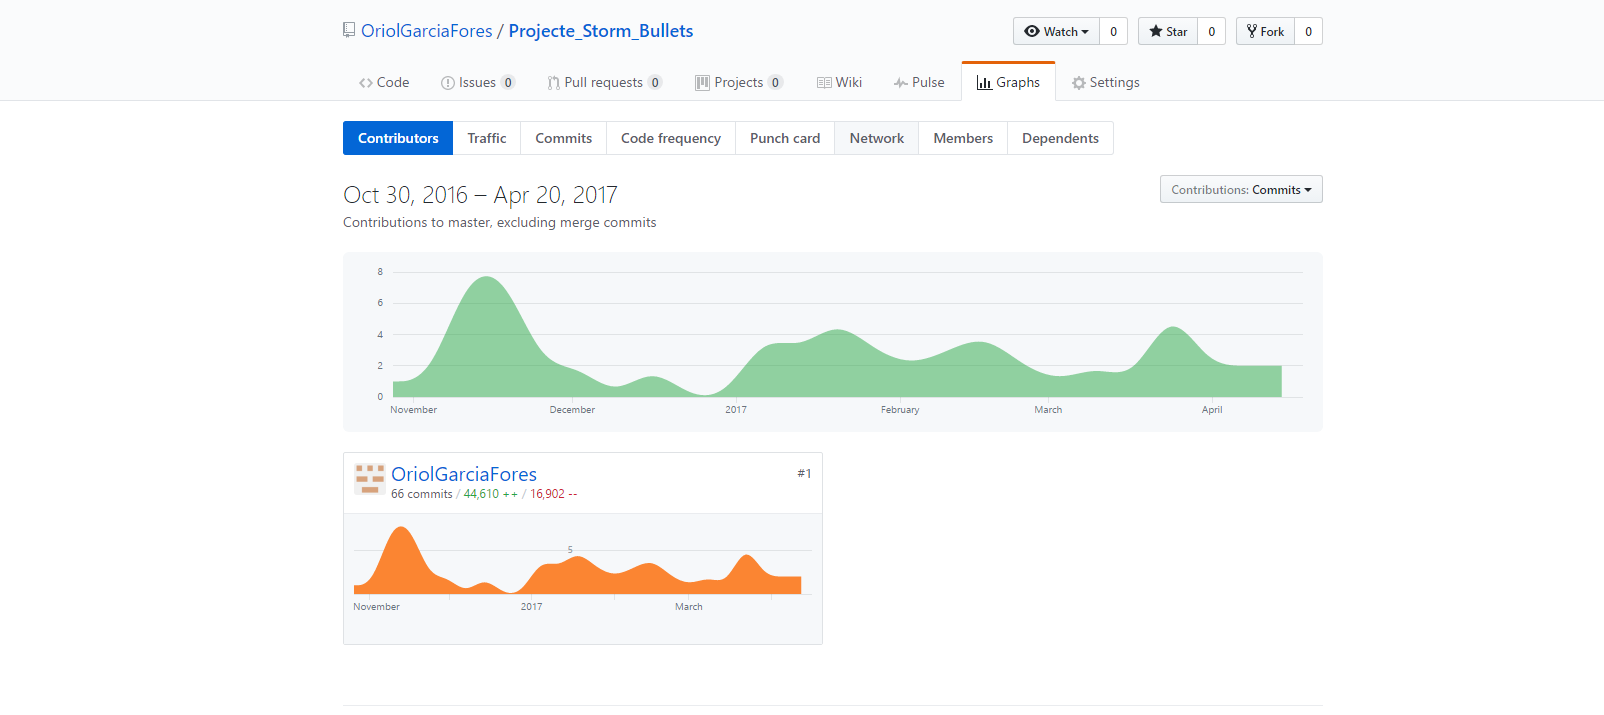 OriolGarciaFores / Projecte_Storm_Bullets
Watch 0 Star 0 Fork 0
Code Issues 0 Pull requests 0 Projects 0 Wiki Pulse Graphs Settings
Contributors Traffic Commits Code frequency Punch card Network Members Dependents
Oct 30, 2016 – Apr 20, 2017
Contributions: Commits
Contributions to master, excluding merge commits
8
6
4
2
0
November December 2017 February March April
OriolGarciaFores #1
66 commits / 44,610 ++ / 16,902 --
5
November 2017 March